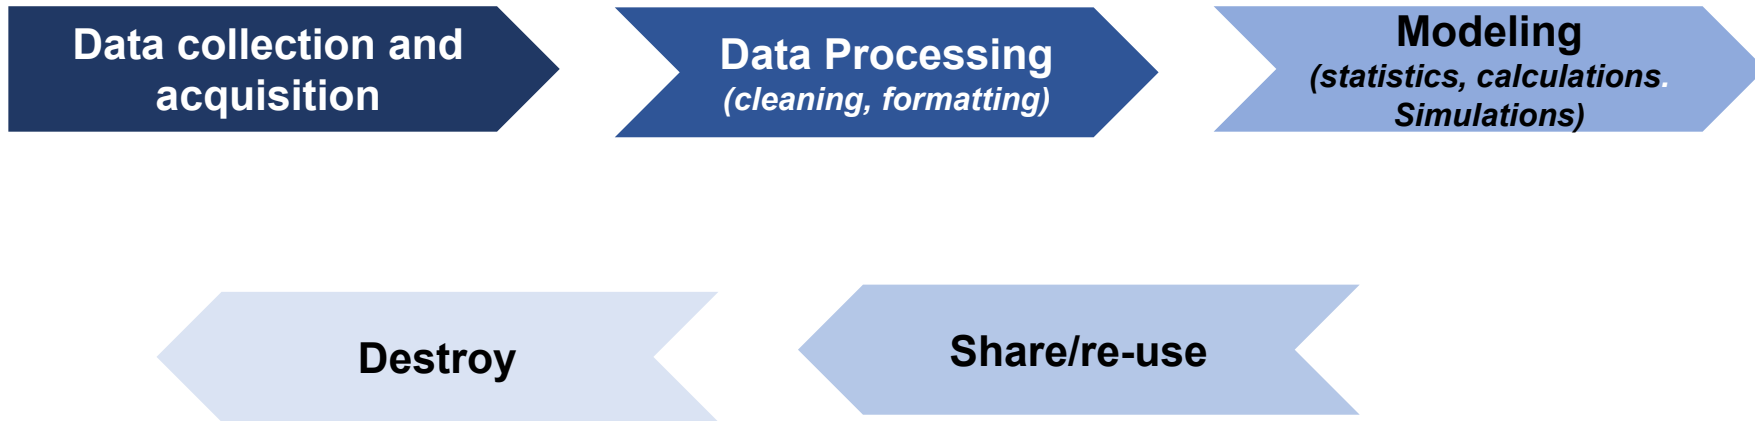 Data collection and
acquisition
Data Processing
(cleaning, formatting)
Modeling
(statistics, calculations.
Simulations)
Share/re-use
Destroy